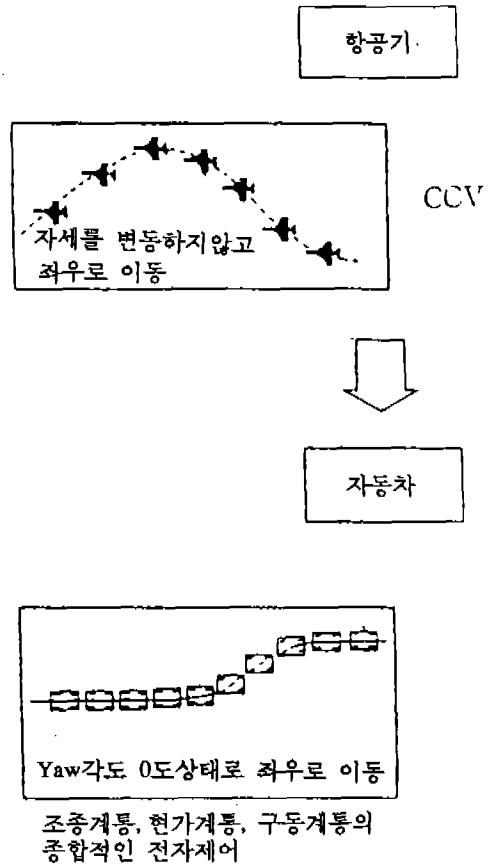 항공기
자세를 변동하지않고
좌우로 이동
CCV
자동차
Yaw각도 0도상태로 좌우로 이동
조종계통, 현가계통, 구동계통의
종합적인 전자제어